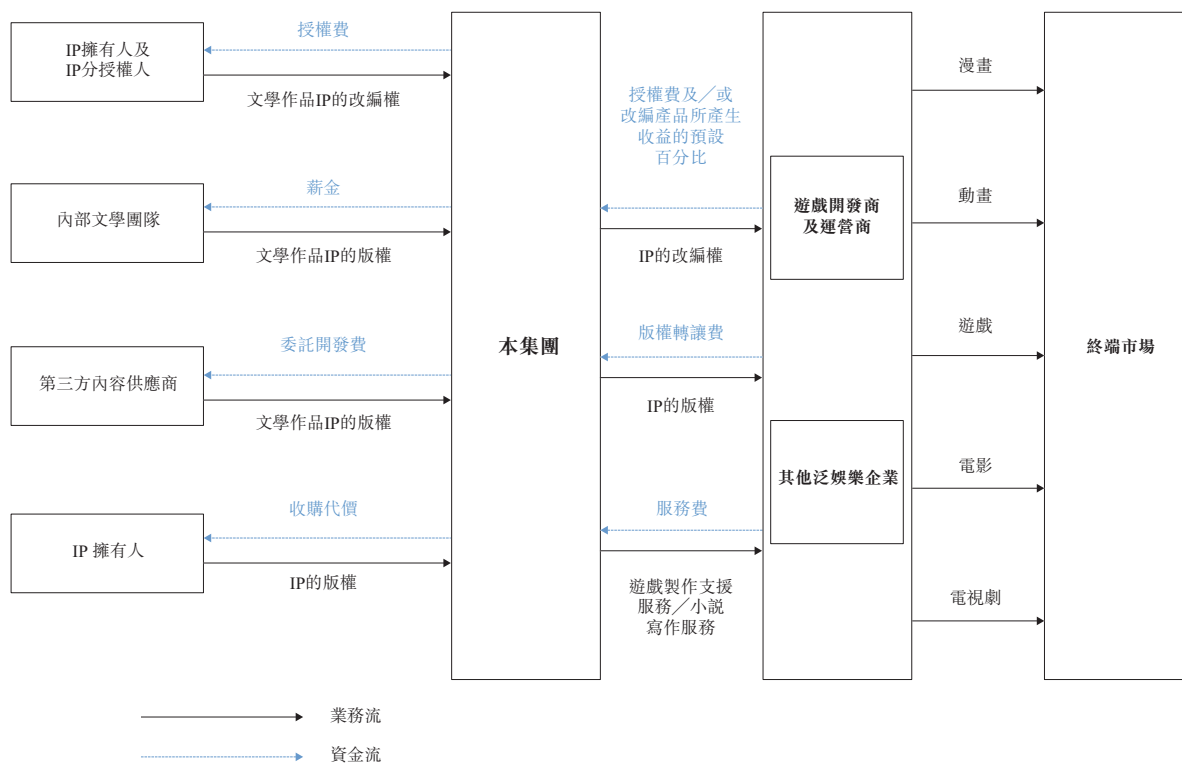 IP擁有人及
IP分授權人
授權費
文學作品IP的改編權
內部文學團隊
薪金
文學作品IP的版權
第三方內容供應商
委託開發費
文學作品IP的版權
IP 擁有人
收購代價
IP的版權
本集團
授權費及／或
改編產品所產生
收益的預設
百分比
IP的改編權
版權轉讓費
IP的版權
服務費
遊戲製作支援
服務／小説
寫作服務
遊戲開發商
及運營商
其他泛娛樂企業
漫畫
動畫
遊戲
電影
電視劇
終端市場
業務流
資金流